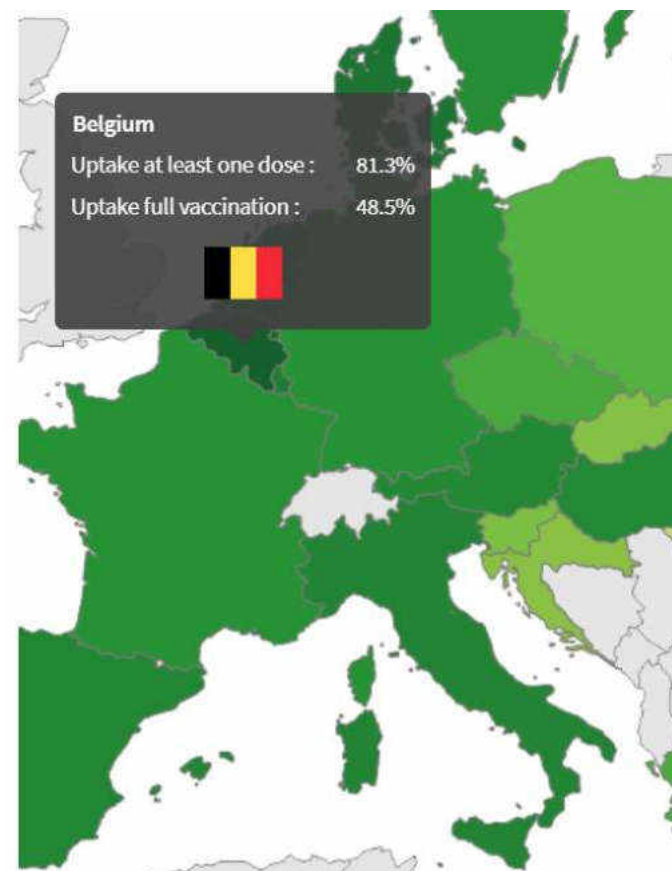 Belgium
Uptake at least one dose : 81.3%
Uptake full vaccination : 48.5%